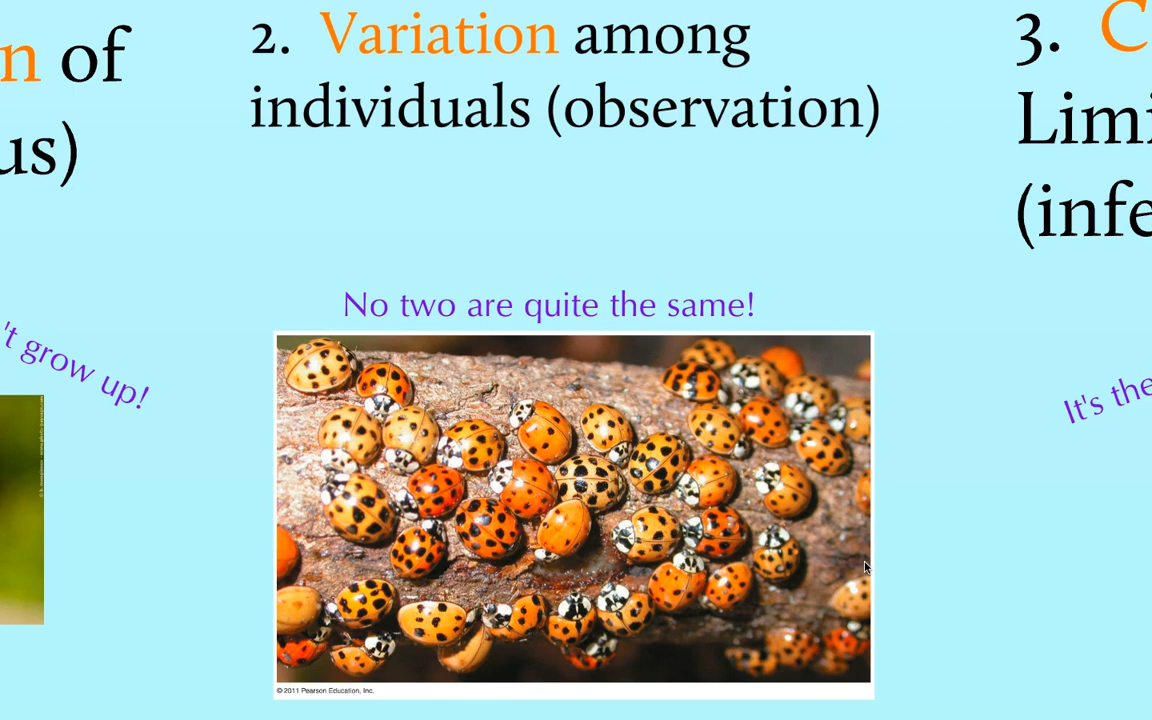 n of
us)
't grow up!
2. Variation among
individuals (observation)
No two are quite the same!
© 2011 Pearson Education, Inc.
3. C
Limi
(infe
It's the